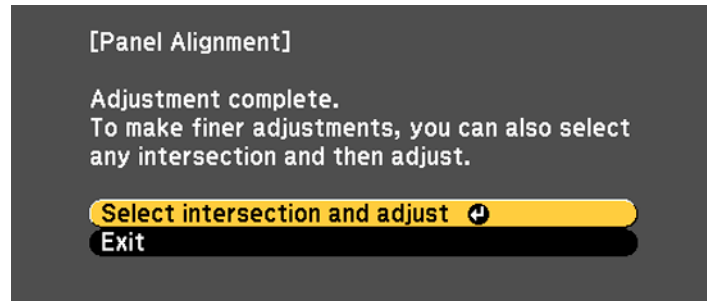 [Panel Alignment]
Adjustment complete.
To make finer adjustments, you can also select
any intersection and then adjust.
Select intersection and adjust
Exit